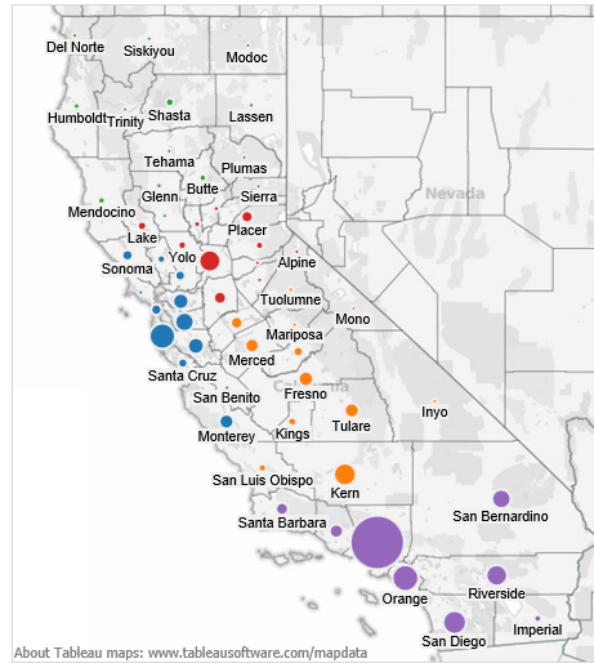 Del Norte
Siskiyou
Modoc
Humboldt
Trinity
Shasta
Lassen
Tehama
Plumas
Glenn
Butte
Sierra
Mendocino
Nevada
Lake
Yolo
Placer
Sonoma
Alpine
Tuolumne
Mono
Mariposa
Merced
Santa Cruz
Fresno
California
San Benito
Inyo
Monterey
Kings
Tulare
San Luis Obispo
Kern
Santa Barbara
San Bernardino
Orange
Riverside
San Diego
Imperial
About Tableau maps: www.tableausoftware.com/mapdata